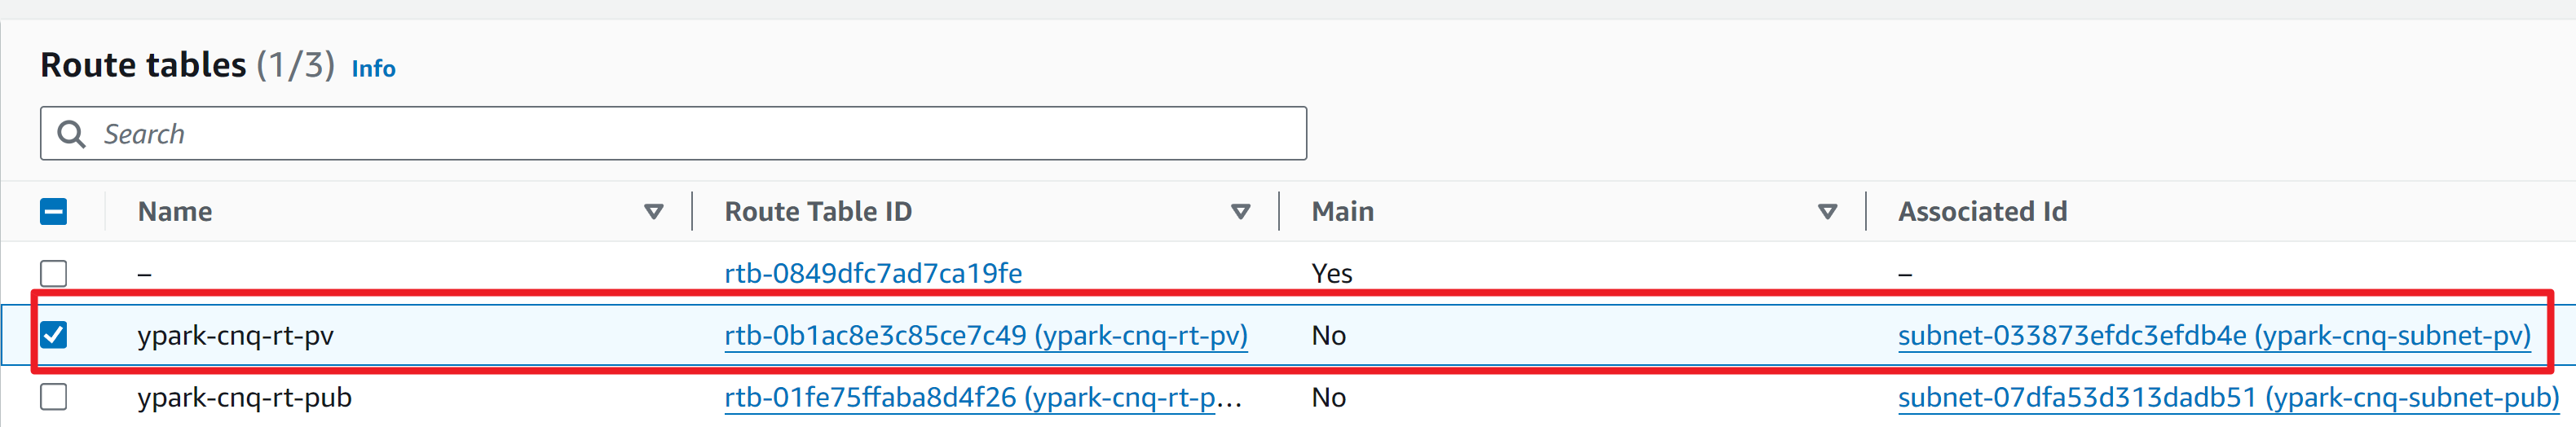 Route tables (1/3) Info
Search
Name Route Table ID Main Associated Id
– rtb-0849dfc7ad7ca19fe Yes –
ypark-cnq-rt-pv rtb-0b1ac8e3c85ce7c49 (ypark-cnq-rt-pv) No subnet-033873efdc3efdb4e (ypark-cnq-subnet-pv)
ypark-cnq-rt-pub rtb-01fe75ffaba8d4f26 (ypark-cnq-rt-p… No subnet-07dfa53d313dadb51 (ypark-cnq-subnet-pub)